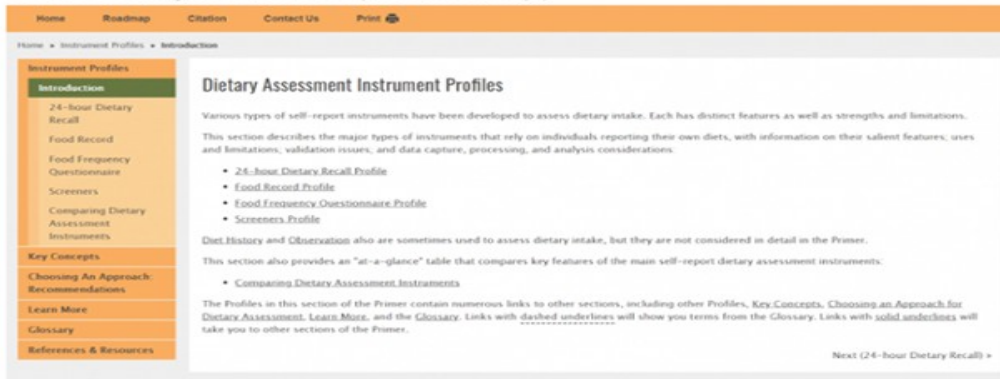 Home Roadmap Citation Contact Us Print
Home » Instrument Profiles » Introduction
Instrument Profiles
Introduction
24-hour Dietary
Recall
Food Record
Food Frequency
Questionnaire
Screeners
Comparing Dietary
Assessment
Instruments
Key Concepts
Choosing An Approach:
Recommendations
Learn More
Glossary
References & Resources
Dietary Assessment Instrument Profiles
Various types of self-report instruments have been developed to assess dietary intake. Each has distinct features as well as strengths and limitations.
This section describes the major types of instruments that rely on individuals reporting their own diets, with information on their salient features; uses
and limitations; validation issues; and data capture, processing, and analysis considerations:
• 24-hour Dietary Recall Profile
• Food Record Profile
• Food Frequency Questionnaire Profile
• Screeners Profile
Diet History and Observation also are sometimes used to assess dietary intake, but they are not considered in detail in the Primer.
This section also provides an "at-a-glance" table that compares key features of the main self-report dietary assessment instruments:
• Comparing Dietary Assessment Instruments
The Profiles in this section of the Primer contain numerous links to other sections, including other Profiles, Key Concepts, Choosing an Approach for
Dietary Assessment, Learn More, and the Glossary. Links with dashed underlines will show you terms from the Glossary. Links with solid underlines will
take you to other sections of the Primer.
Next (24-hour Dietary Recall) »